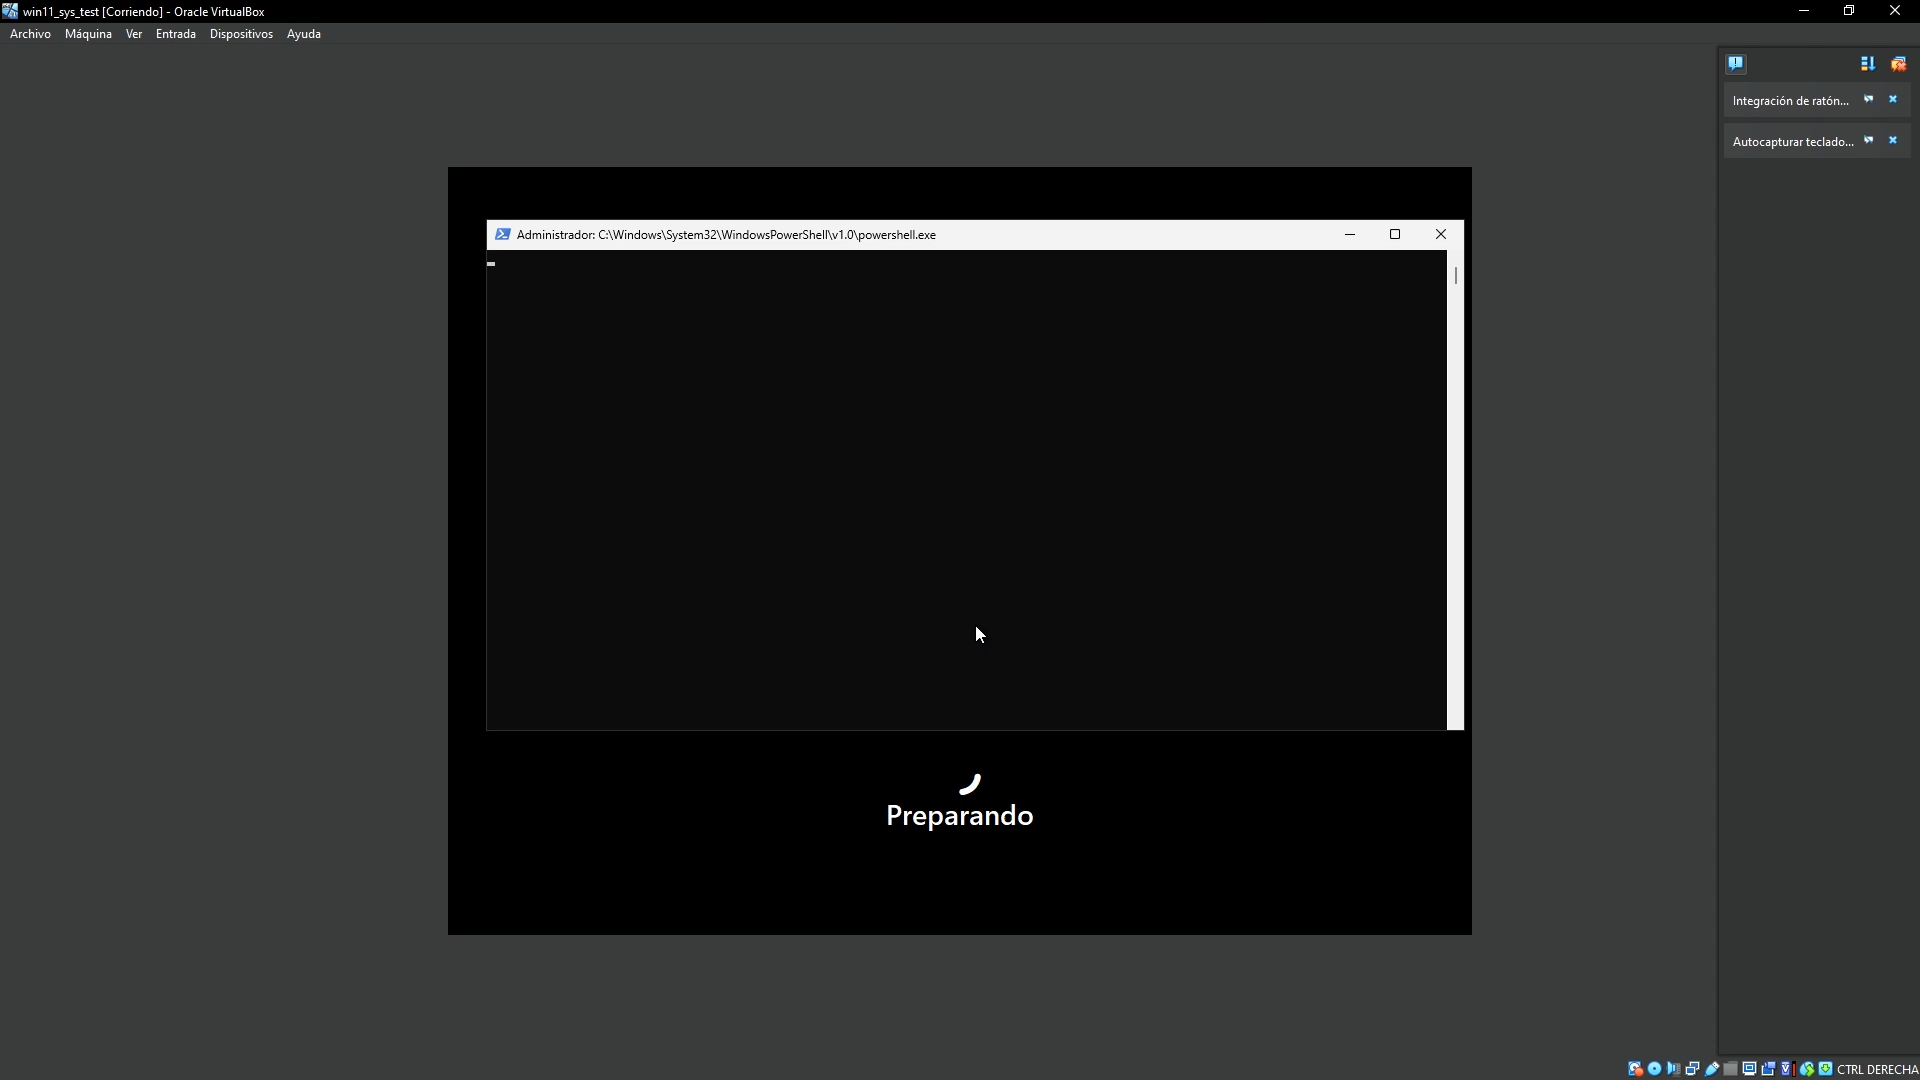 win11_sys_test [Corriendo] - Oracle VirtualBox
Archivo Máquina Ver Entrada Dispositivos Ayuda
Integración de ratón...
Autocapturar teclado...
Administrador: C:\Windows\System32\WindowsPowerShell\v1.0\powershell.exe
Preparando
CTRL DERECHA